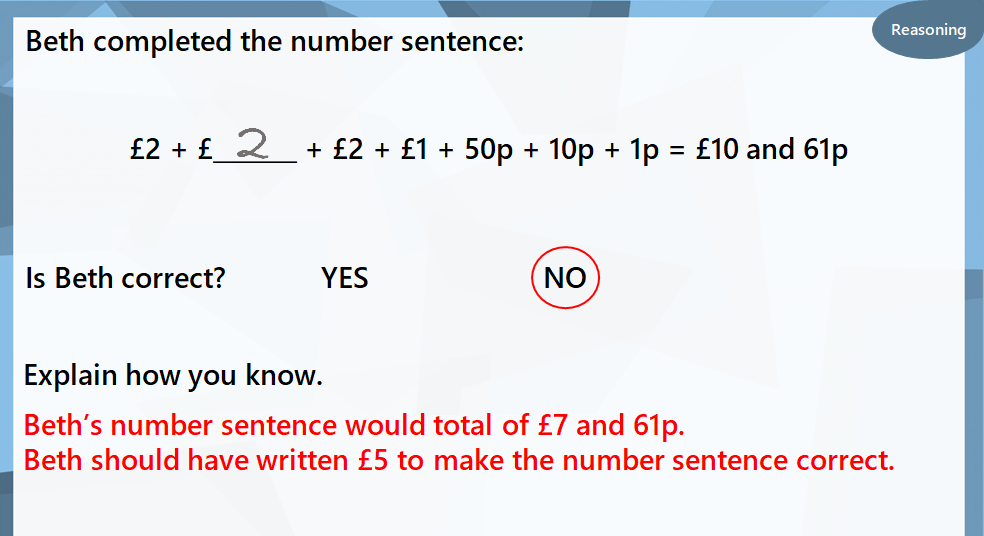 Reasoning
Beth completed the number sentence:
£2 + £__2__ + £2 + £1 + 50p + 10p + 1p = £10 and 61p
Is Beth correct? YES NO
Explain how you know.
Beth's number sentence would total of £7 and 61p.
Beth should have written £5 to make the number sentence correct.